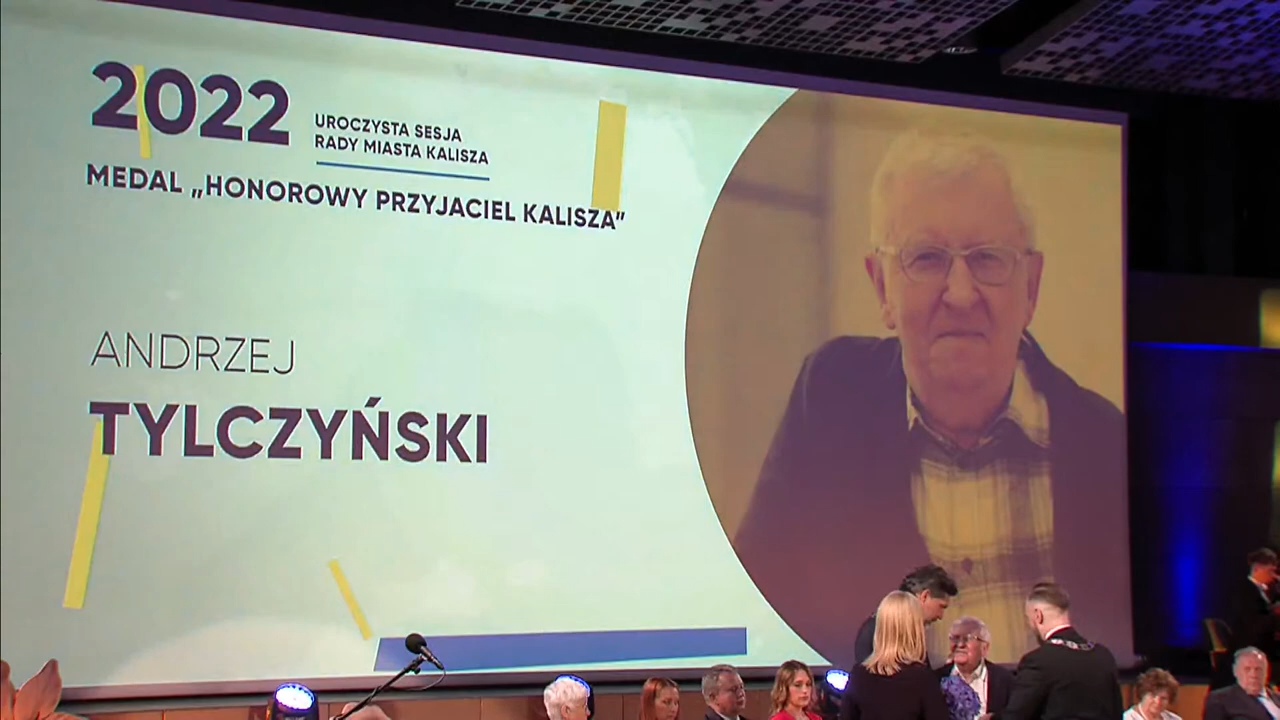 2022
UROCZYSTA SESJA
RADY MIASTA KALISZA
MEDAL „HONOROWY PRZYJACIEL KALISZA”
ANDRZEJ
TYLCZYŃSKI